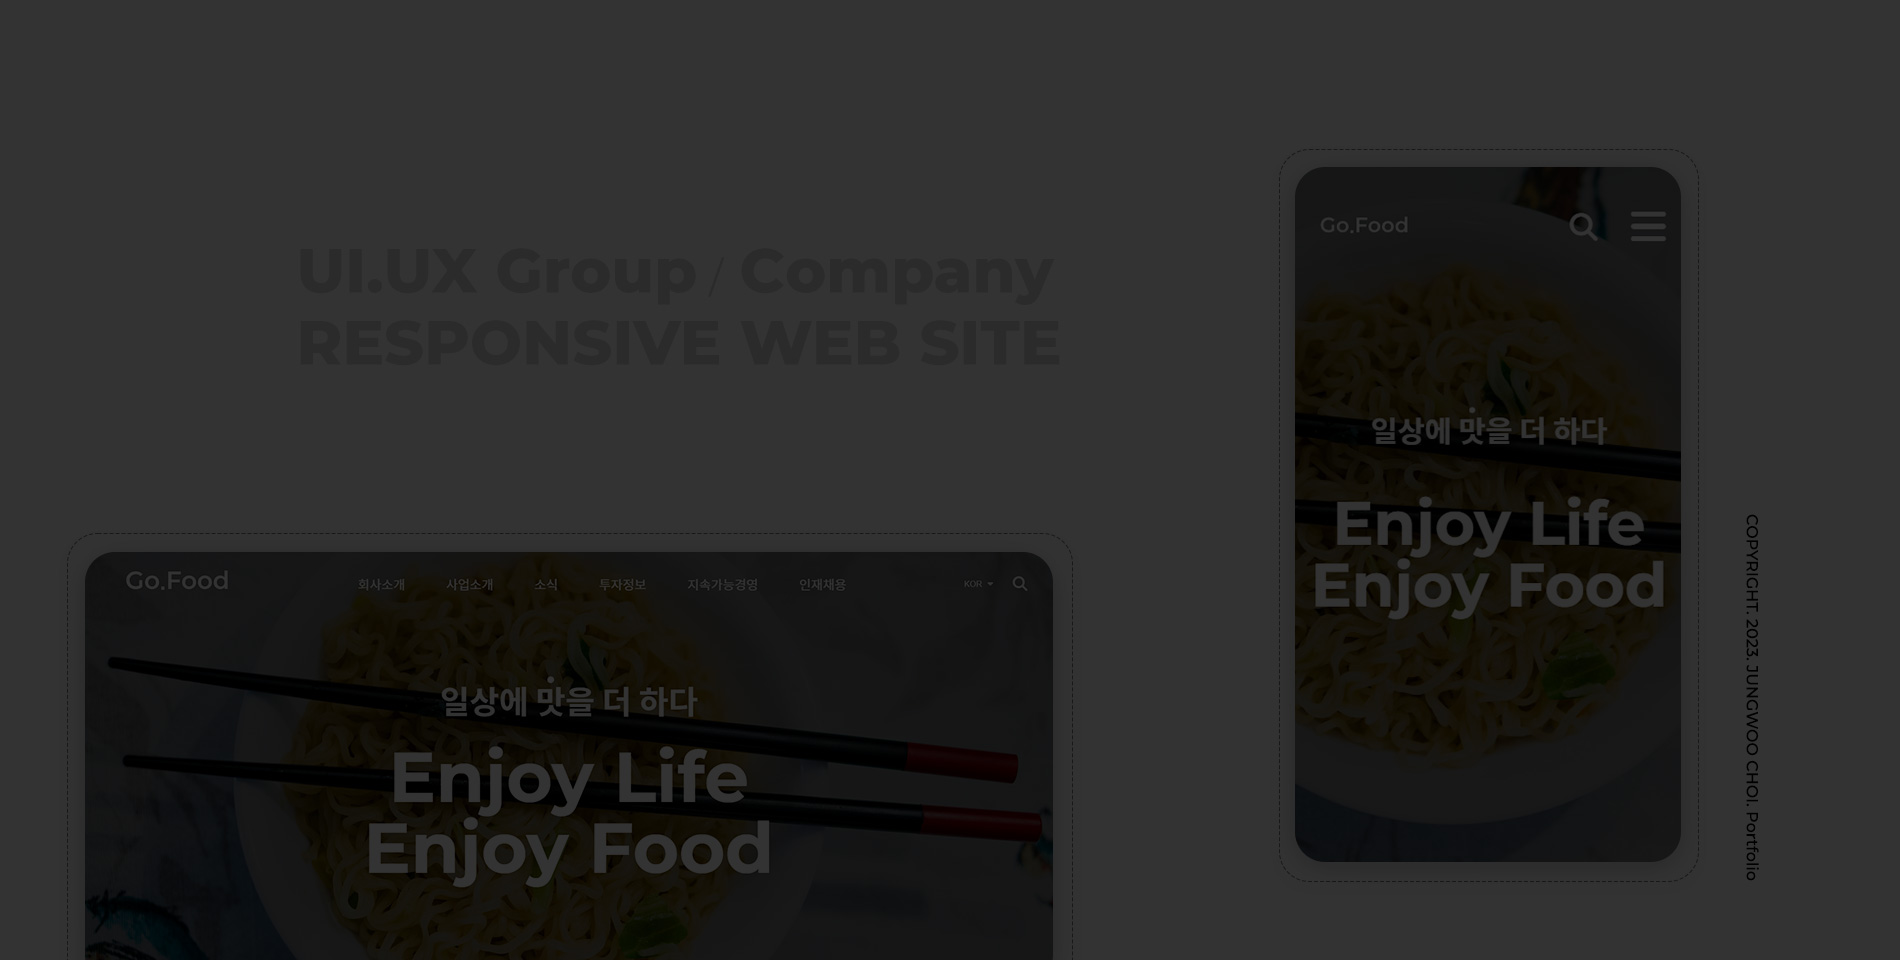 UI.UX Group / Company
RESPONSIVE WEB SITE
Go.Food
일상에 맛을 더 하다
Enjoy Life
Enjoy Food
Go.Food
회사소개 사업소개 소식 투자정보 지속가능경영 인재채용 KOR
일상에 맛을 더 하다
Enjoy Life
Enjoy Food
COPYRIGHT. 2023. JUNGWOO CHOI. Portfolio